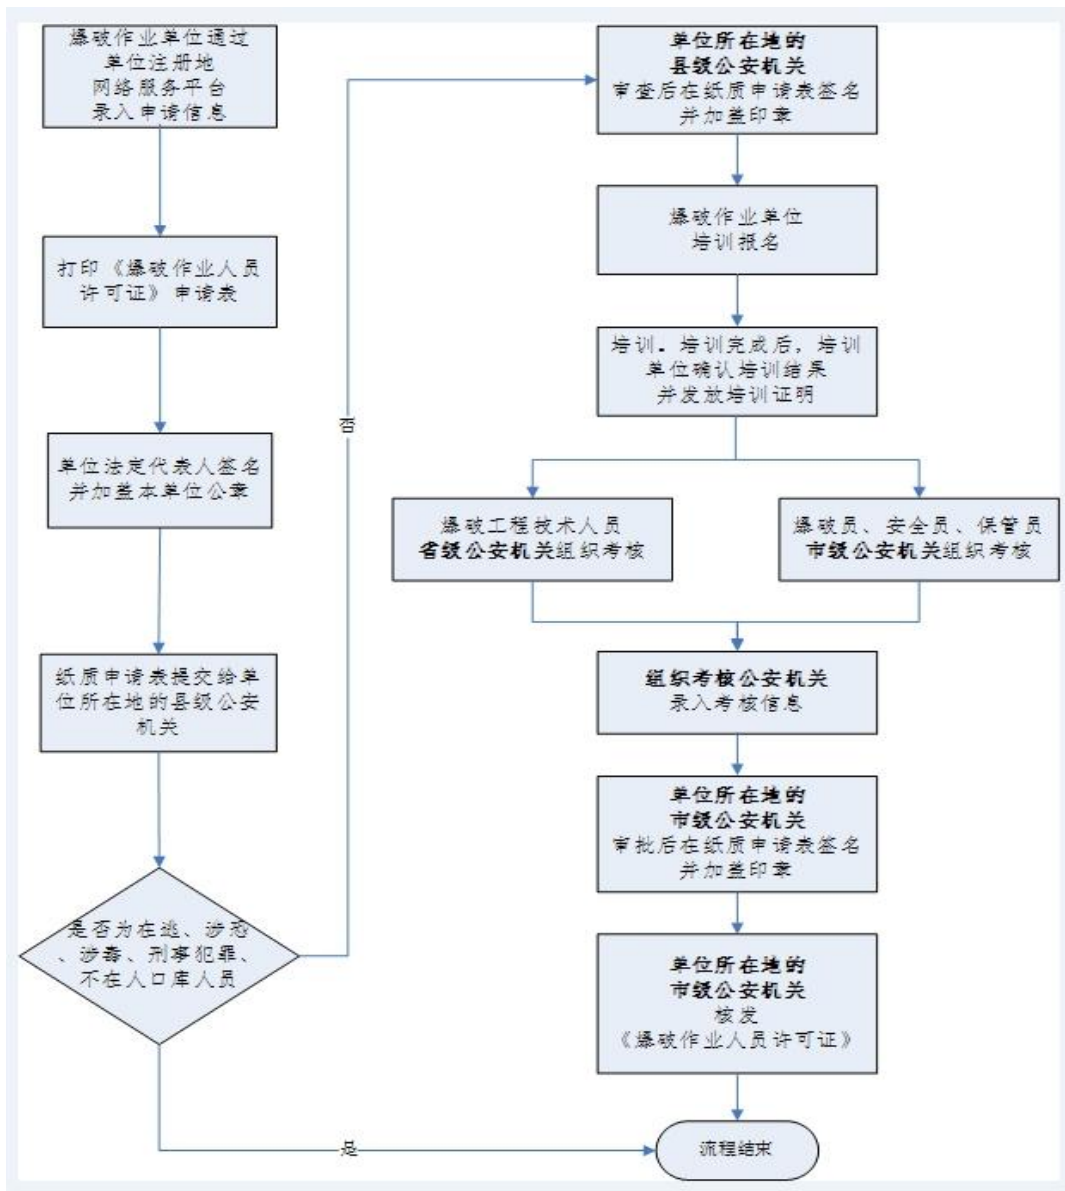 爆破作业单位通过
单位注册地
网络服务平台
录入申请信息
打印《爆破作业人员
许可证》申请表
单位法定代表人签名
并加盖本单位公章
纸质申请表提交给单
位所在地的县级公安
机关
是否为在逃、涉恐
、涉毒、刑事犯罪、
不在人口库人员
否
是
单位所在地的
县级公安机关
审查后在纸质申请表签名
并加盖印章
爆破作业单位
培训报名
培训。培训完成后，培训
单位确认培训结果
并发放培训证明
爆破工程技术人员
省级公安机关组织考核
爆破员、安全员、保管员
市级公安机关组织考核
组织考核公安机关
录入考核信息
单位所在地的
市级公安机关
审批后在纸质申请表签名
并加盖印章
单位所在地的
市级公安机关
核发
《爆破作业人员许可证》
流程结束